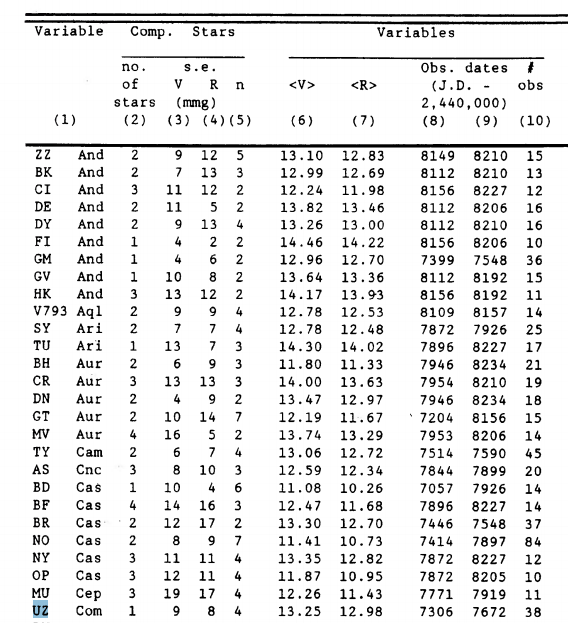 Variable Comp. Stars Variables
no. s.e. Obs. dates #
of V R n <V> <R> (J.D. - obs
stars (mmg) 2,440,000)
(1) (2) (3) (4) (5) (6) (7) (8) (9) (10)
ZZ And 2 9 12 5 13.10 12.83 8149 8210 15
BK And 2 7 13 3 12.99 12.69 8112 8210 13
CI And 3 11 12 2 12.24 11.98 8156 8227 12
DE And 2 11 5 2 13.82 13.46 8112 8206 16
DY And 2 9 13 4 13.26 13.00 8112 8210 16
FI And 1 4 2 2 14.46 14.22 8156 8206 10
GM And 1 4 6 2 12.96 12.70 7399 7548 36
GV And 1 10 8 2 13.64 13.36 8112 8192 15
HK And 3 13 12 2 14.17 13.93 8156 8192 11
V793 Aql 2 9 9 4 12.78 12.53 8109 8157 14
SY Ari 2 7 7 4 12.78 12.48 7872 7926 25
TU Ari 1 13 7 3 14.30 14.02 7896 8227 17
BH Aur 2 6 9 3 11.80 11.33 7946 8234 21
CR Aur 3 13 13 3 14.00 13.63 7954 8210 19
DN Aur 2 4 9 2 13.47 12.97 7946 8234 18
GT Aur 2 10 14 7 12.19 11.67 7204 8156 15
MV Aur 4 16 5 2 13.74 13.29 7953 8206 14
TY Cam 2 6 7 4 13.06 12.72 7514 7590 45
AS Cnc 3 8 10 3 12.59 12.34 7844 7899 20
BD Cas 1 10 4 6 11.08 10.26 7057 7926 14
BF Cas 4 14 16 3 12.47 11.68 7896 8227 14
BR Cas 2 12 17 2 13.30 12.70 7446 7548 37
NO Cas 2 8 9 7 11.41 10.73 7414 7897 84
NY Cas 3 11 11 4 13.35 12.82 7872 8227 12
OP Cas 3 12 11 4 11.87 10.95 7872 8205 10
MU Cep 3 19 17 4 12.26 11.43 7771 7919 11
UZ Com 1 9 8 4 13.25 12.98 7306 7672 38